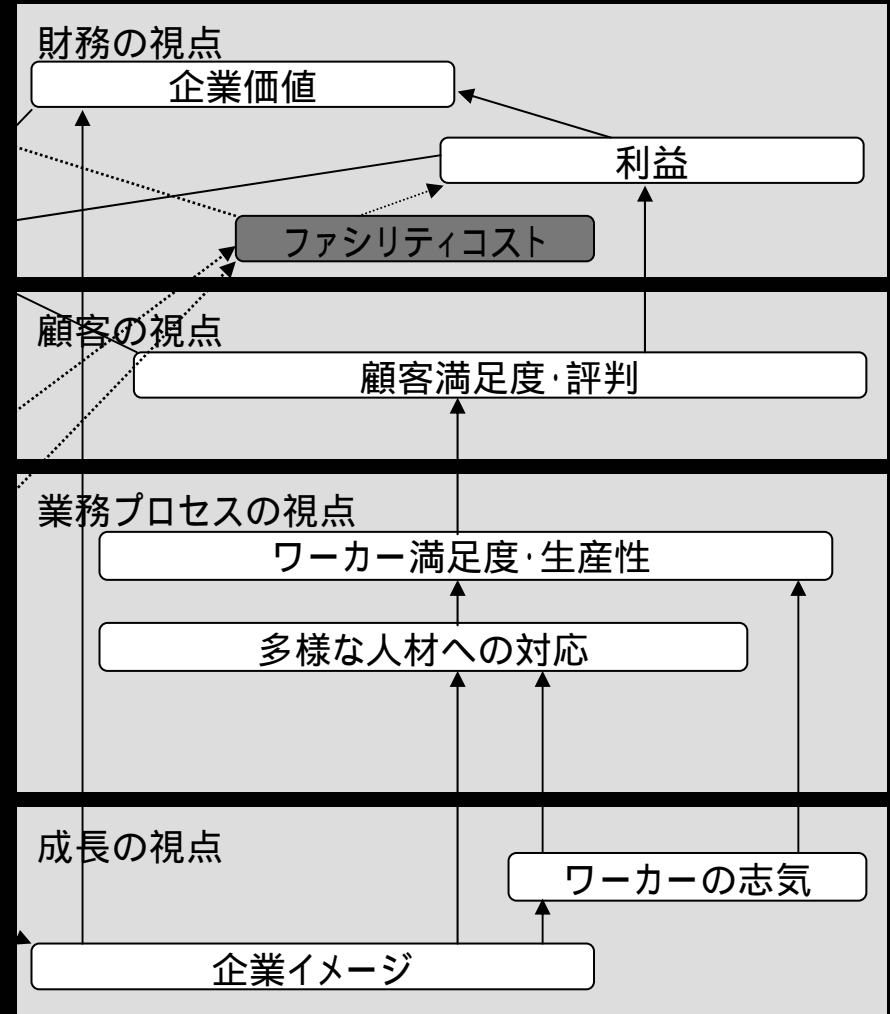 財務の視点
企業価値
利益
ファシリティコスト
顧客の視点
顧客満足度・評判
業務プロセスの視点
ワーカー満足度・生産性
多様な人材への対応
成長の視点
ワーカーの志気
企業イメージ